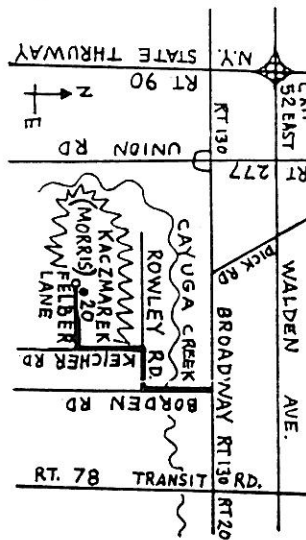 52 EAST
N.Y. STATE THRUWAY
RT 90
N
E
RT 130
UNION RD
RT 277
DICK RD
WALDEN AVE.
BROADWAY RT 130 RT 20
CAYUGA CREEK
ROWLEY RD.
KACZMAREK
(MORRIS)
20
FELBER
LANE
KEICHER RD
BORDEN RD
RT. 78 TRANSIT RD.